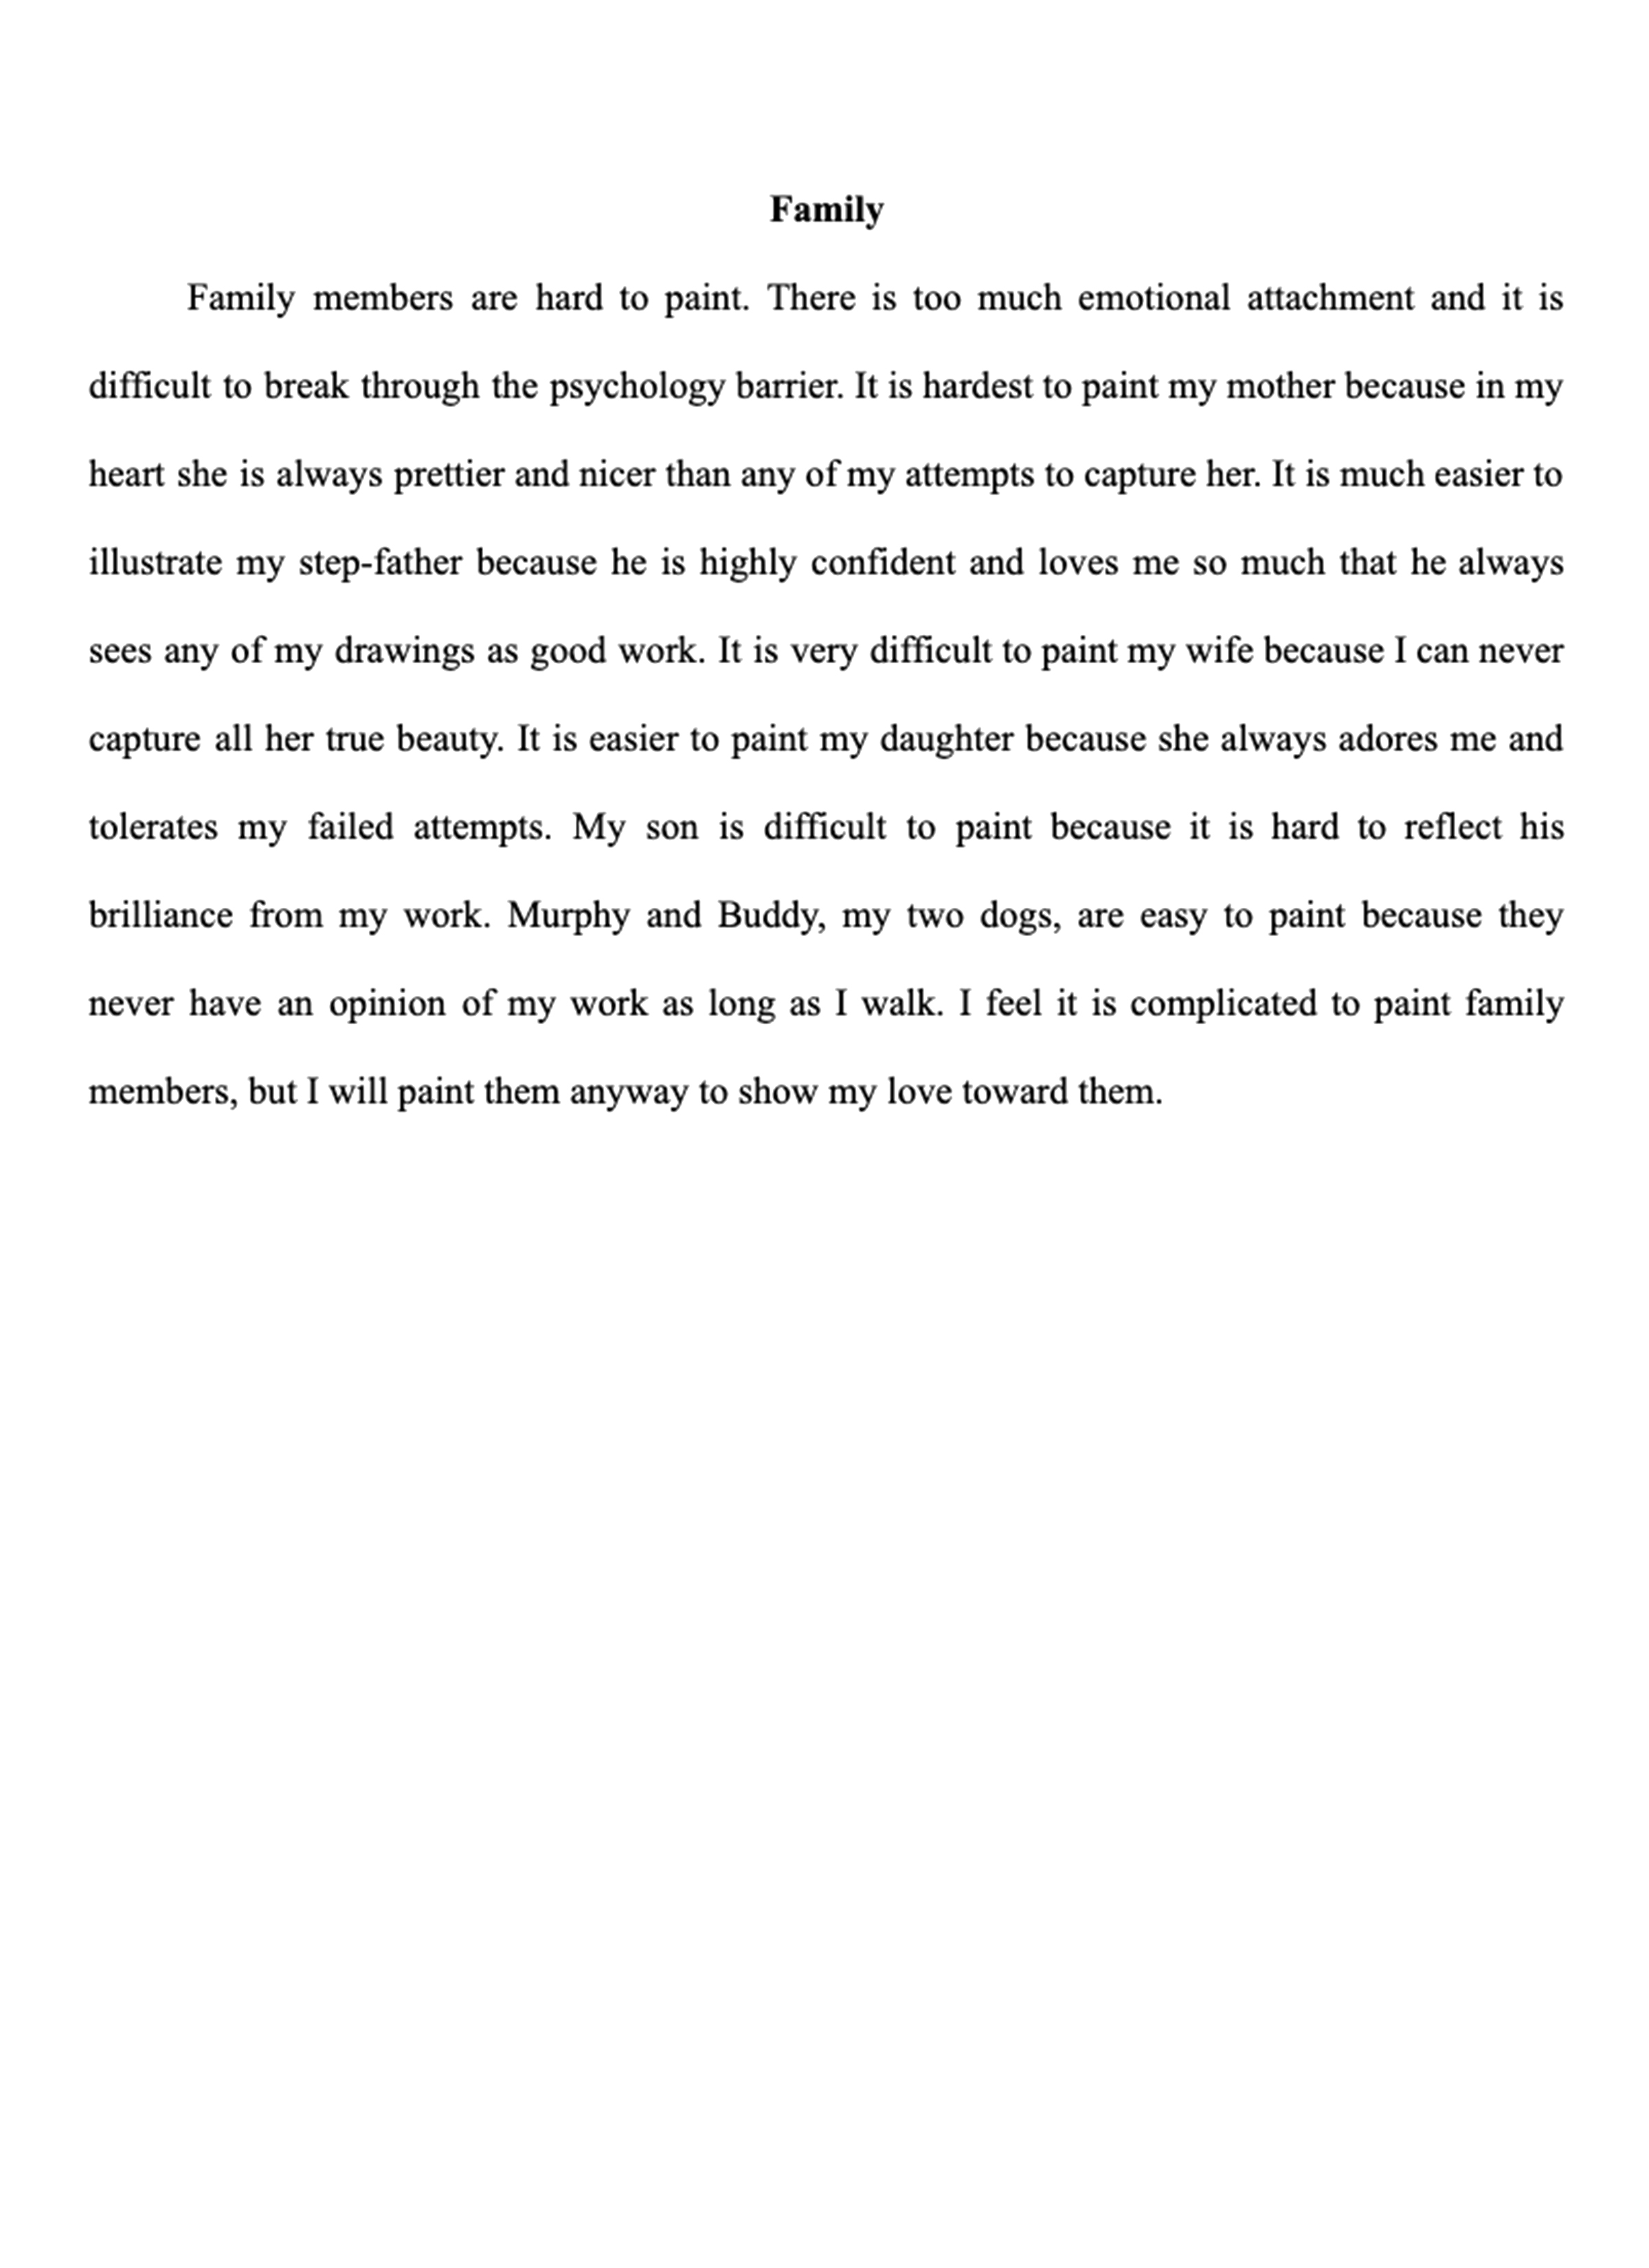 Family
Family members are hard to paint. There is too much emotional attachment and it is
difficult to break through the psychology barrier. It is hardest to paint my mother because in my
heart she is always prettier and nicer than any of my attempts to capture her. It is much easier to
illustrate my step-father because he is highly confident and loves me so much that he always
sees any of my drawings as good work. It is very difficult to paint my wife because I can never
capture all her true beauty. It is easier to paint my daughter because she always adores me and
tolerates my failed attempts. My son is difficult to paint because it is hard to reflect his
brilliance from my work. Murphy and Buddy, my two dogs, are easy to paint because they
never have an opinion of my work as long as I walk. I feel it is complicated to paint family
members, but I will paint them anyway to show my love toward them.